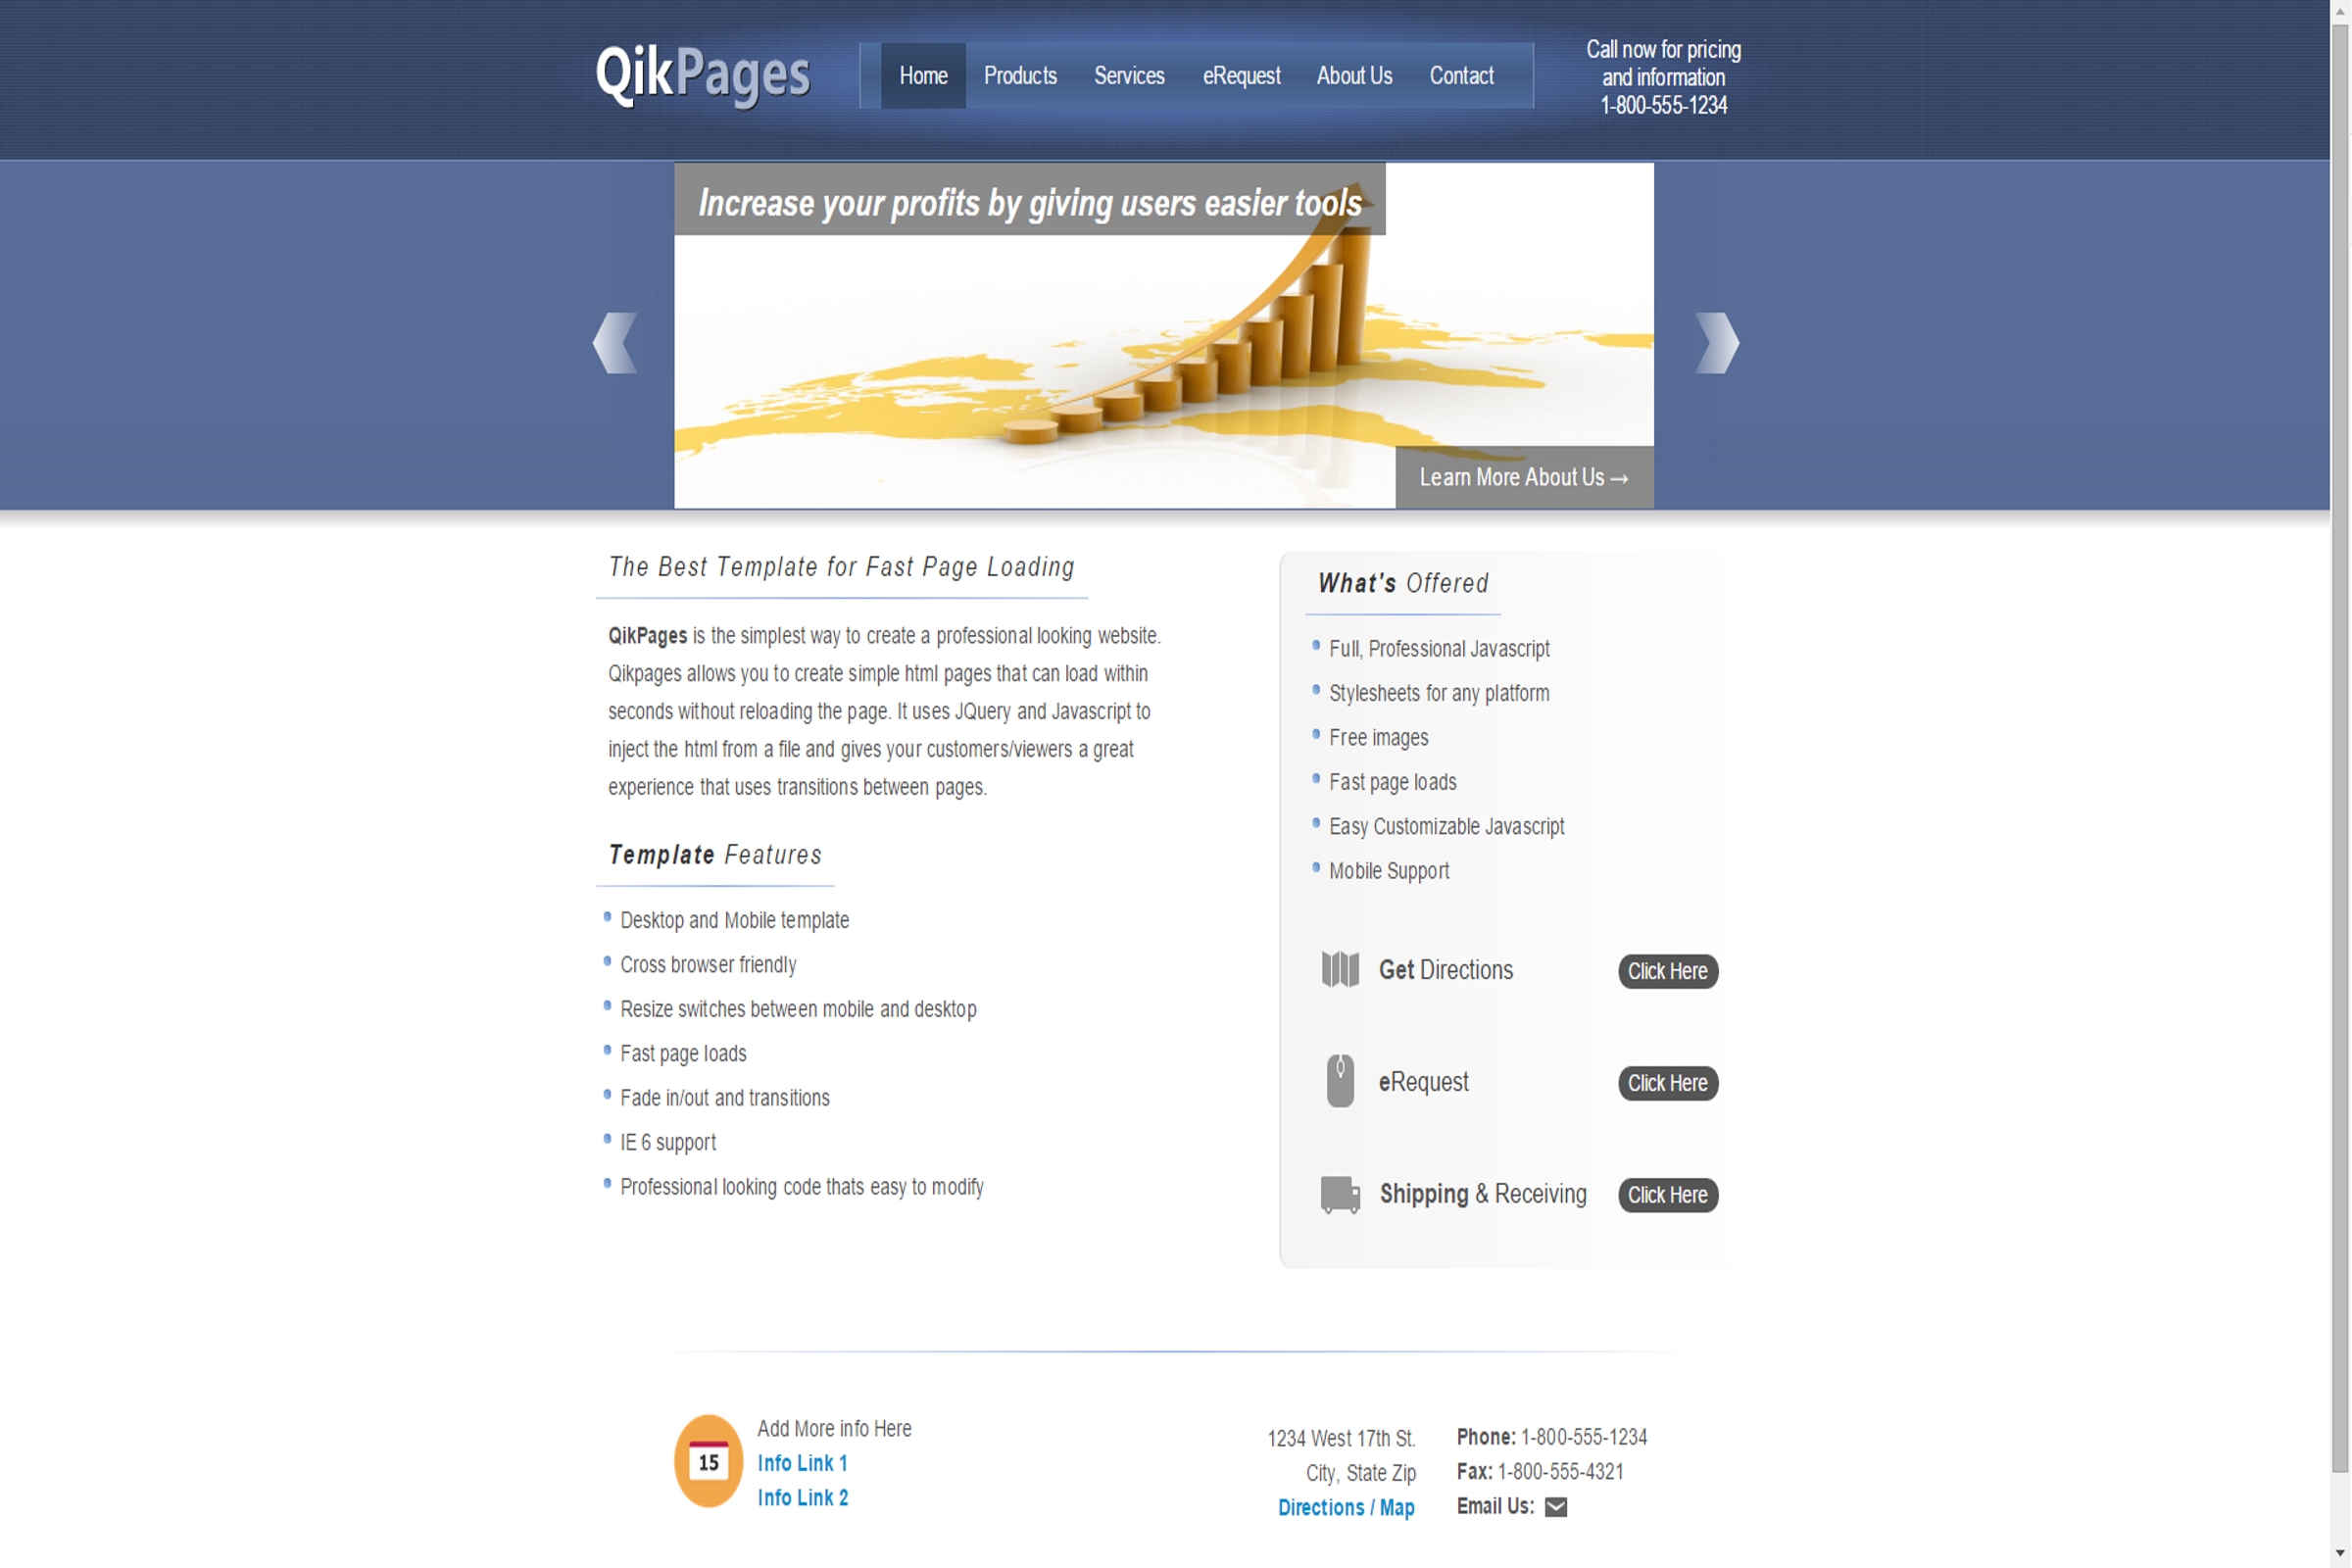 QikPages
Home Products Services eRequest About Us Contact
Call now for pricing
and information
1-800-555-1234
Increase your profits by giving users easier tools
Learn More About Us →
The Best Template for Fast Page Loading
QikPages is the simplest way to create a professional looking website.
Qikpages allows you to create simple html pages that can load within
seconds without reloading the page. It uses JQuery and Javascript to
inject the html from a file and gives your customers/viewers a great
experience that uses transitions between pages.
Template Features
Desktop and Mobile template
Cross browser friendly
Resize switches between mobile and desktop
Fast page loads
Fade in/out and transitions
IE 6 support
Professional looking code thats easy to modify
What's Offered
Full, Professional Javascript
Stylesheets for any platform
Free images
Fast page loads
Easy Customizable Javascript
Mobile Support
Get Directions Click Here
eRequest Click Here
Shipping & Receiving Click Here
15
Add More info Here
Info Link 1
Info Link 2
1234 West 17th St.
City, State Zip
Directions / Map
Phone: 1-800-555-1234
Fax: 1-800-555-4321
Email Us: